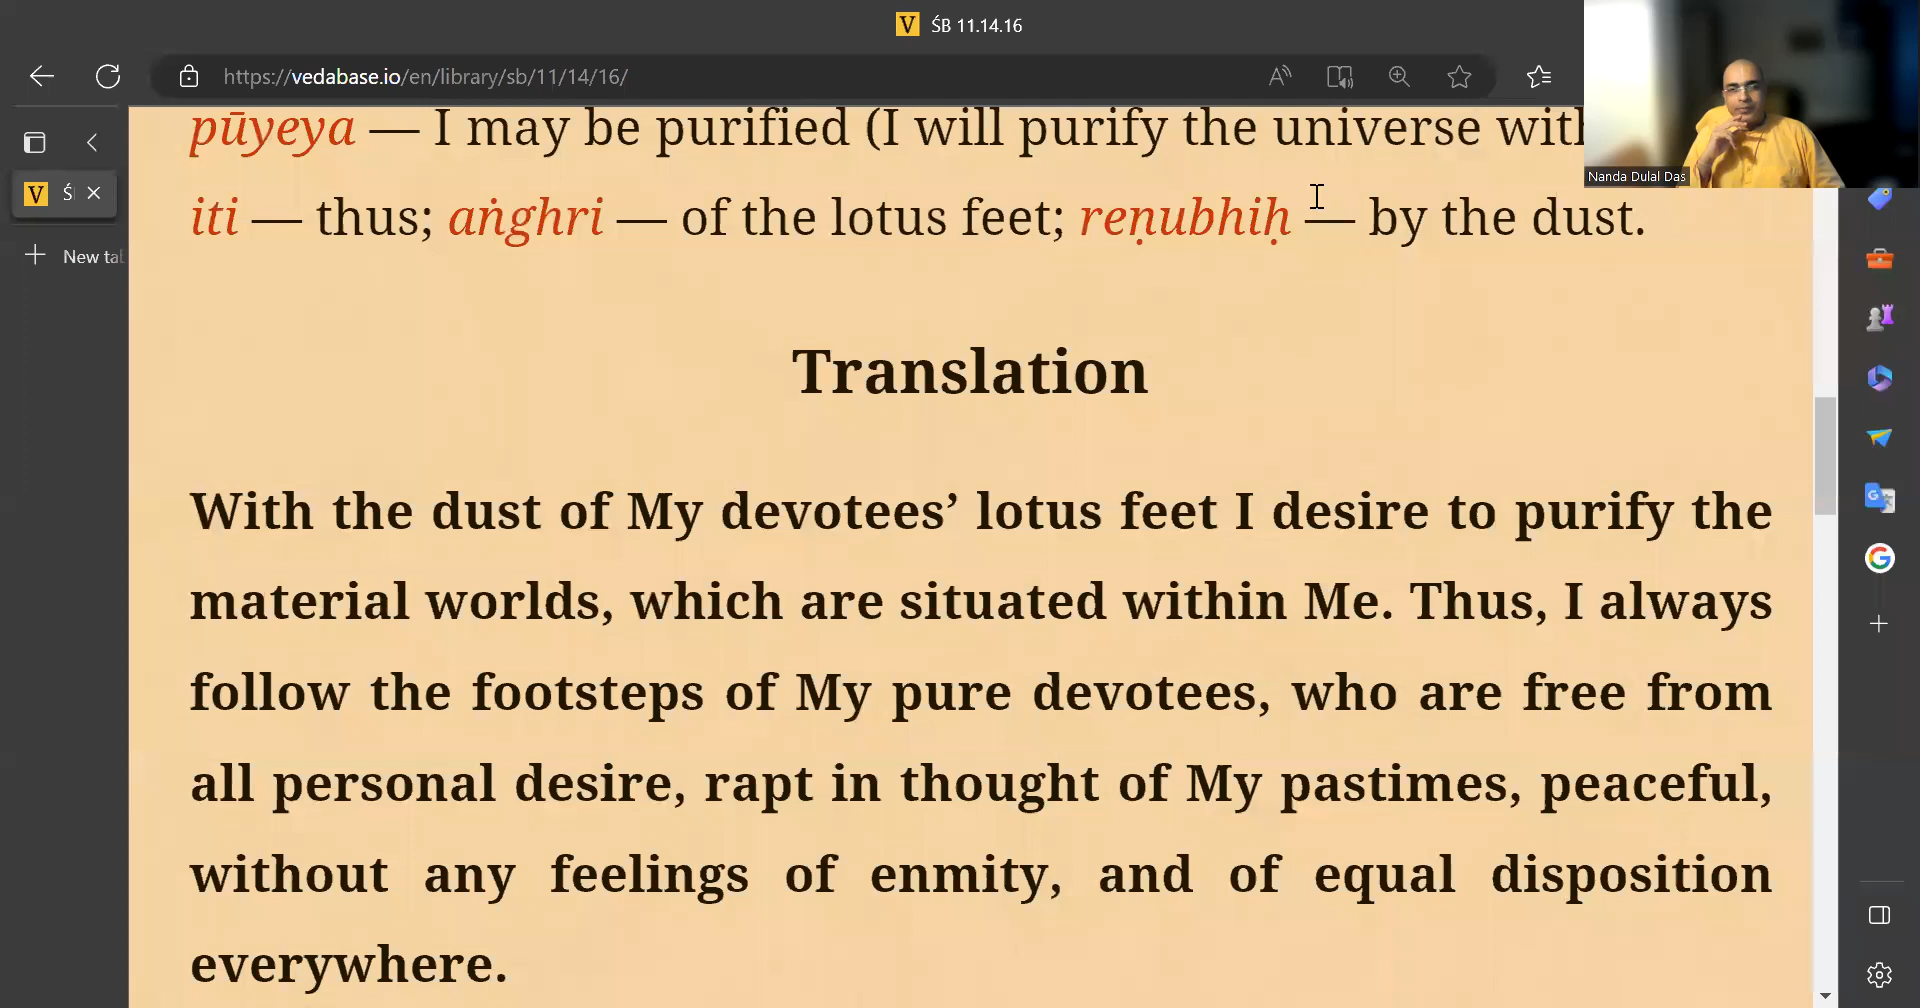 V ŚB 11.14.16
https://vedabase.io/en/library/sb/11/14/16/
V Ś
New ta
pūyeya — I may be purified (I will purify the universe with
iti — thus; aṅghri — of the lotus feet; reṇubhiḥ — by the dust.
Nanda Dulal Das
Translation
With the dust of My devotees’ lotus feet I desire to purify the
material worlds, which are situated within Me. Thus, I always
follow the footsteps of My pure devotees, who are free from
all personal desire, rapt in thought of My pastimes, peaceful,
without any feelings of enmity, and of equal disposition
everywhere.